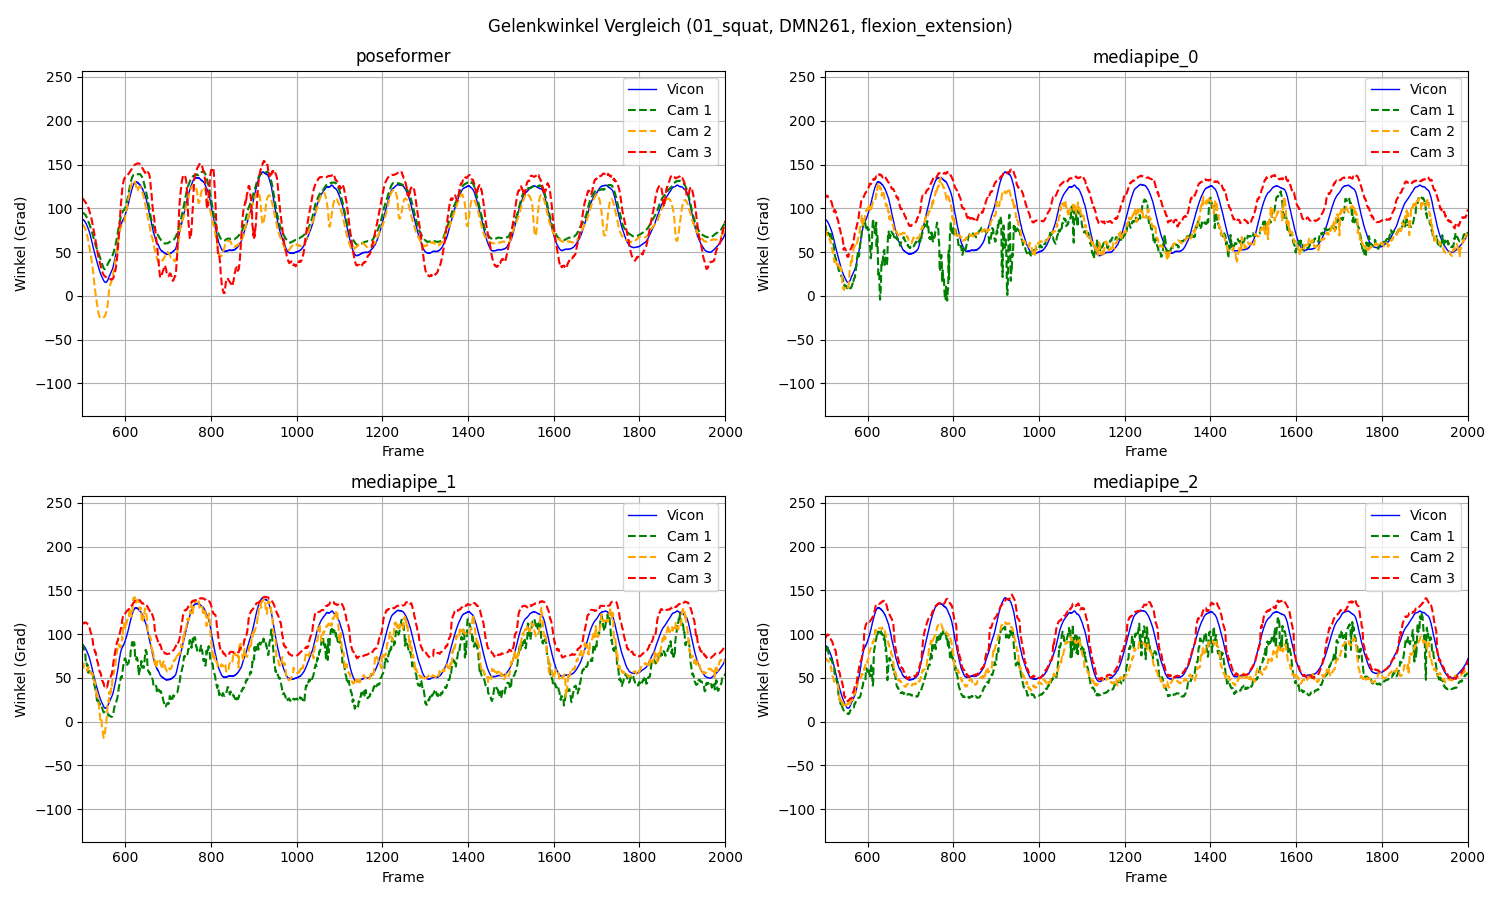 Gelenkwinkel Vergleich (01_squat, DMN261, flexion_extension)
poseformer
250
200
150
100
50
0
−50
−100
Winkel (Grad)
600 800 1000 1200 1400 1600 1800 2000
Frame
Vicon
Cam 1
Cam 2
Cam 3
mediapipe_0
250
200
150
100
50
0
−50
−100
Winkel (Grad)
600 800 1000 1200 1400 1600 1800 2000
Frame
Vicon
Cam 1
Cam 2
Cam 3
mediapipe_1
250
200
150
100
50
0
−50
−100
Winkel (Grad)
600 800 1000 1200 1400 1600 1800 2000
Frame
Vicon
Cam 1
Cam 2
Cam 3
mediapipe_2
250
200
150
100
50
0
−50
−100
Winkel (Grad)
600 800 1000 1200 1400 1600 1800 2000
Frame
Vicon
Cam 1
Cam 2
Cam 3